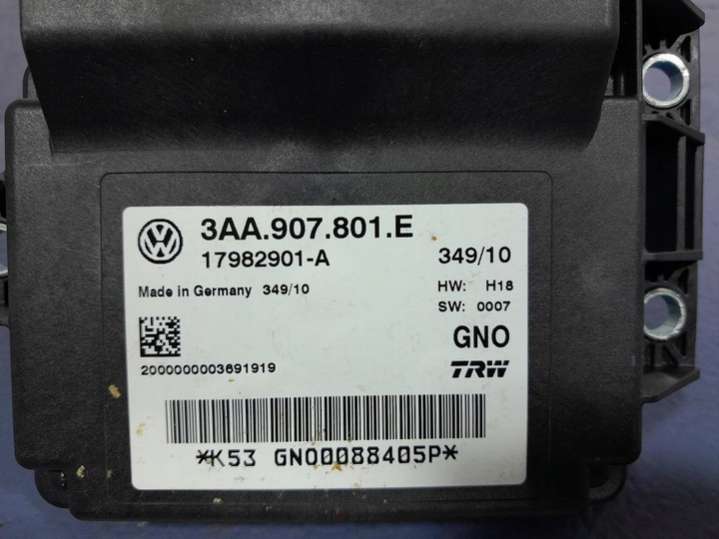 3AA.907.801.E
17982901-A 349/10
Made in Germany 349/10 HW: H18
SW: 0007
GNO
2000000003691919 TRW
*K53 GNO0088405P*